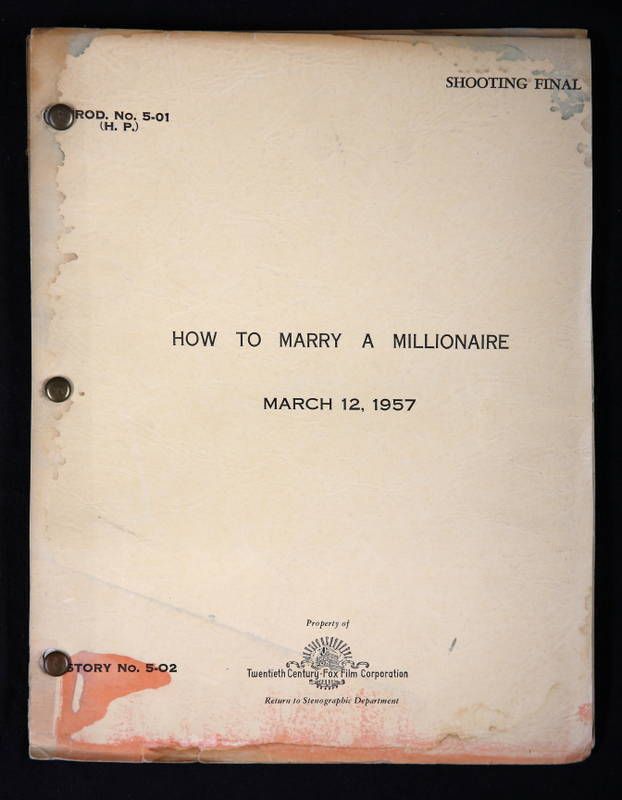 SHOOTING FINAL
ROD. No. 5-01
(H. P.)
HOW TO MARRY A MILLIONAIRE
MARCH 12, 1957
Property of
Twentieth Century-Fox Film Corporation
Return to Stenographic Department
STORY No. 5-02